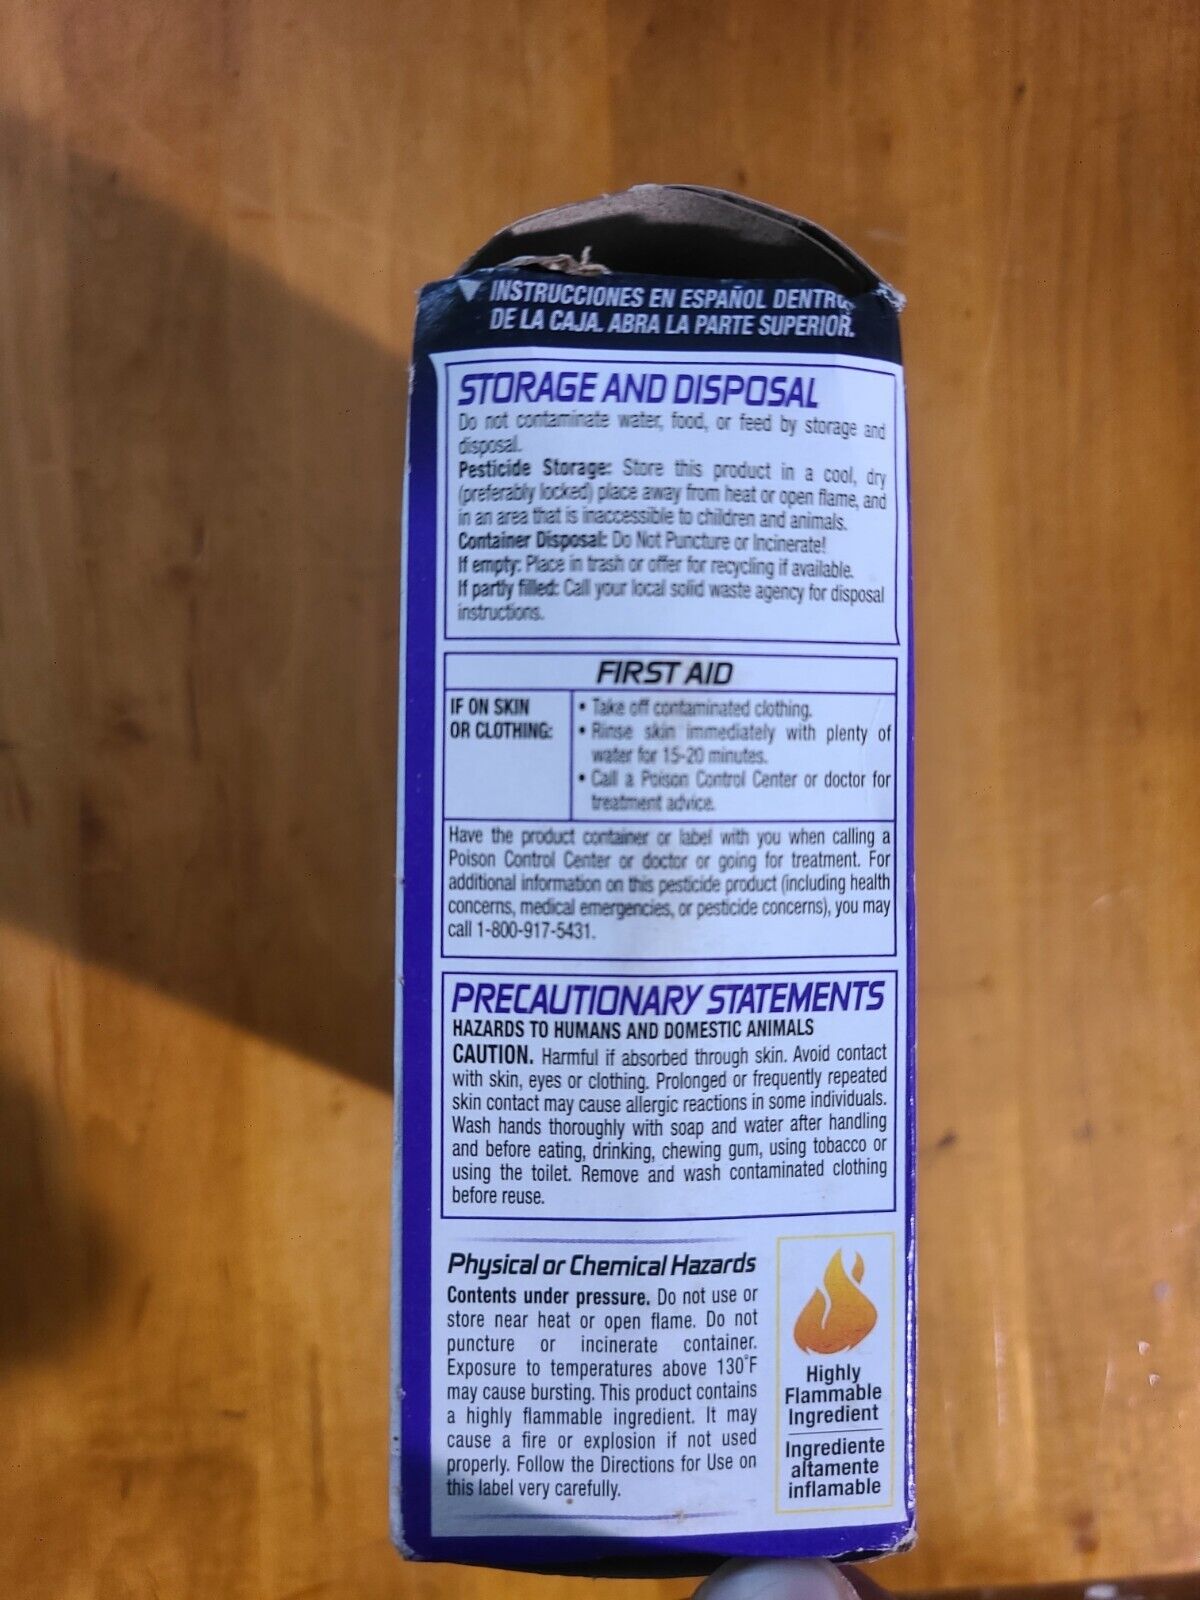 INSTRUCCIONES EN ESPAÑOL DENTRO
DE LA CAJA. ABRA LA PARTE SUPERIOR.
STORAGE AND DISPOSAL
Do not contaminate water, food, or feed by storage and
disposal.
Pesticide Storage: Store this product in a cool, dry
(preferably locked) place away from heat or open flame, and
in an area that is inaccessible to children and animals.
Container Disposal: Do Not Puncture or Incinerate!
If empty: Place in trash or offer for recycling if available.
If partly filled: Call your local solid waste agency for disposal
instructions.
FIRST AID
IF ON SKIN
OR CLOTHING:
• Take off contaminated clothing.
• Rinse skin immediately with plenty of
water for 15-20 minutes.
• Call a Poison Control Center or doctor for
treatment advice.
Have the product container or label with you when calling a
Poison Control Center or doctor or going for treatment. For
additional information on this pesticide product (including health
concerns, medical emergencies, or pesticide concerns), you may
call 1-800-917-5431.
PRECAUTIONARY STATEMENTS
HAZARDS TO HUMANS AND DOMESTIC ANIMALS
CAUTION. Harmful if absorbed through skin. Avoid contact
with skin, eyes or clothing. Prolonged or frequently repeated
skin contact may cause allergic reactions in some individuals.
Wash hands thoroughly with soap and water after handling
and before eating, drinking, chewing gum, using tobacco or
using the toilet. Remove and wash contaminated clothing
before reuse.
Physical or Chemical Hazards
Contents under pressure. Do not use or
store near heat or open flame. Do not
puncture or incinerate container.
Exposure to temperatures above 130°F
may cause bursting. This product contains
a highly flammable ingredient. It may
cause a fire or explosion if not used
properly. Follow the Directions for Use on
this label very carefully.
Highly
Flammable
Ingredient
Ingrediente
altamente
inflamable